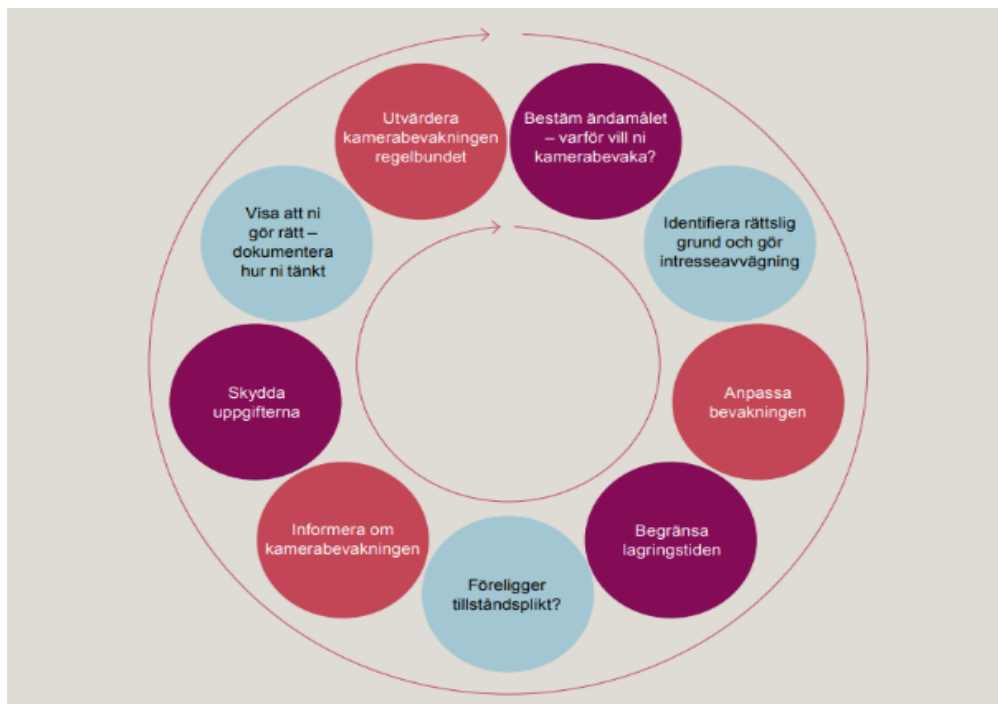 Bestäm ändamålet
– varför vill ni
kamerabevaka?
Identifiera rättslig
grund och gör
intresseavvägning
Anpassa
bevakningen
Begränsa
lagringstiden
Föreligger
tillståndsplikt?
Informera om
kamerabevakningen
Skydda
uppgifterna
Visa att ni
gör rätt –
dokumentera
hur ni tänkt
Utvärdera
kamerabevakningen
regelbundet